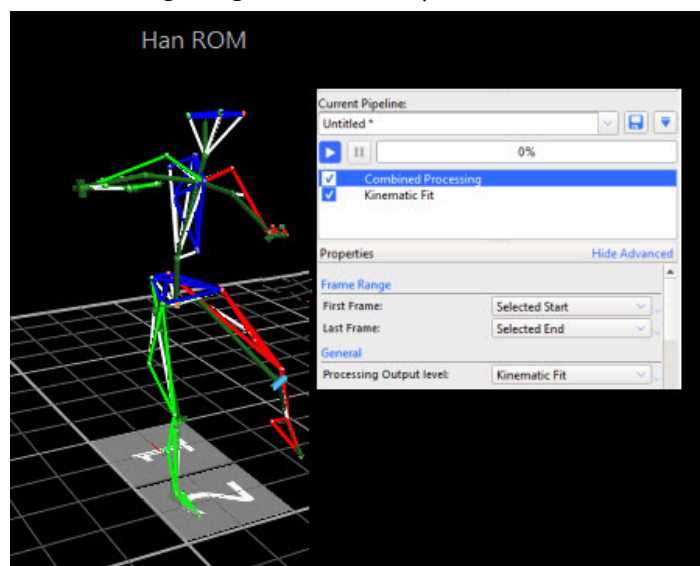 Han ROM
Current Pipeline:
Untitled *
0%
Combined Processing
Kinematic Fit
Properties
Hide Advanced
Frame Range
First Frame:
Selected Start
Last Frame:
Selected End
General
Processing Output level:
Kinematic Fit